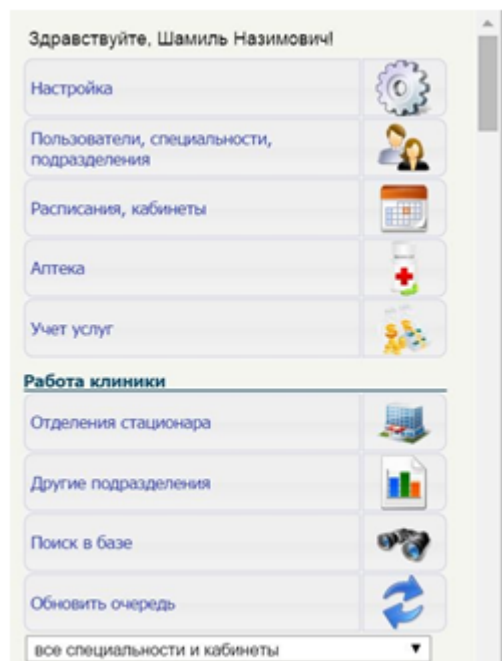 Здравствуйте, Шамиль Назимович!
Настройка
Пользователи, специальности,
подразделения
Расписания, кабинеты
Аптека
Учет услуг
Работа клиники
Отделения стационара
Другие подразделения
Поиск в базе
Обновить очередь
все специальности и кабинеты